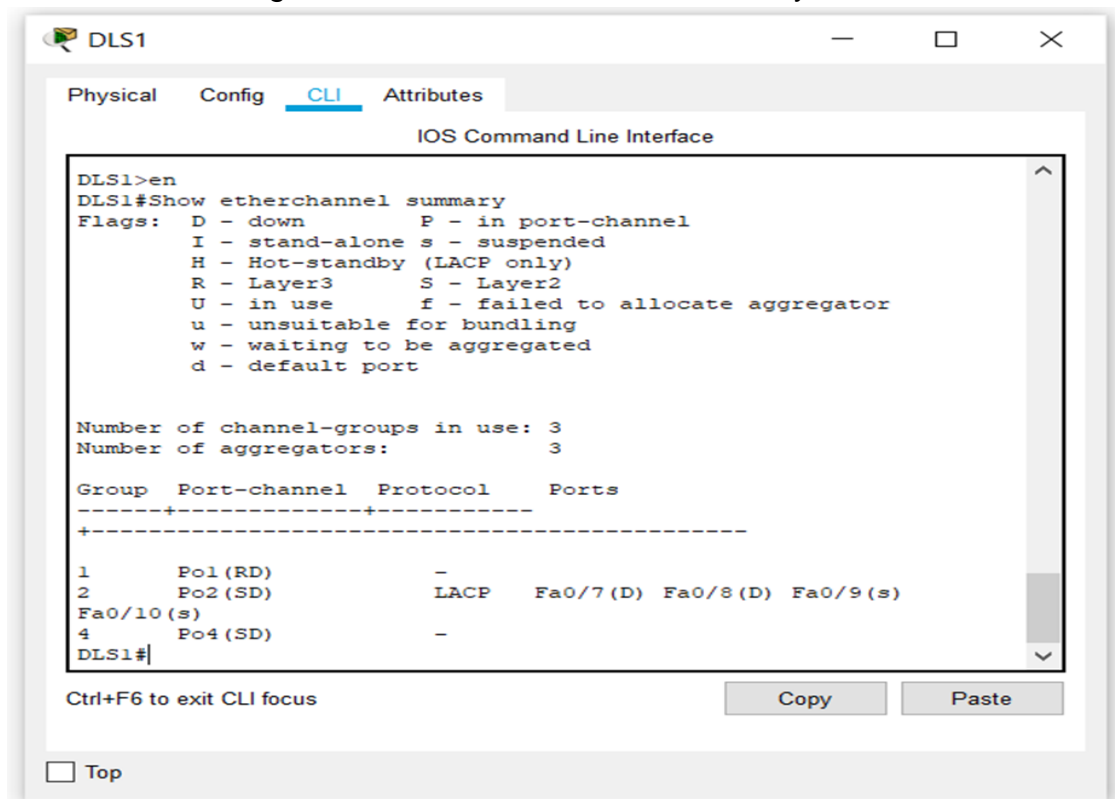 DLS1
Physical Config CLI Attributes
IOS Command Line Interface
DLS1>en
DLS1#Show etherchannel summary
Flags:  D - down        P - in port-channel
        I - stand-alone s - suspended
        H - Hot-standby (LACP only)
        R - Layer3      S - Layer2
        U - in use      f - failed to allocate aggregator
        u - unsuitable for bundling
        w - waiting to be aggregated
        d - default port
Number of channel-groups in use: 3
Number of aggregators:           3
Group  Port-channel  Protocol    Ports
------+-------------+-----------
+----------------------------------------------
1      Po1(RD)           -
2      Po2(SD)           LACP   Fa0/7(D) Fa0/8(D) Fa0/9(s)
Fa0/10(s)
4      Po4(SD)           -
DLS1#
Ctrl+F6 to exit CLI focus
Copy Paste
Top